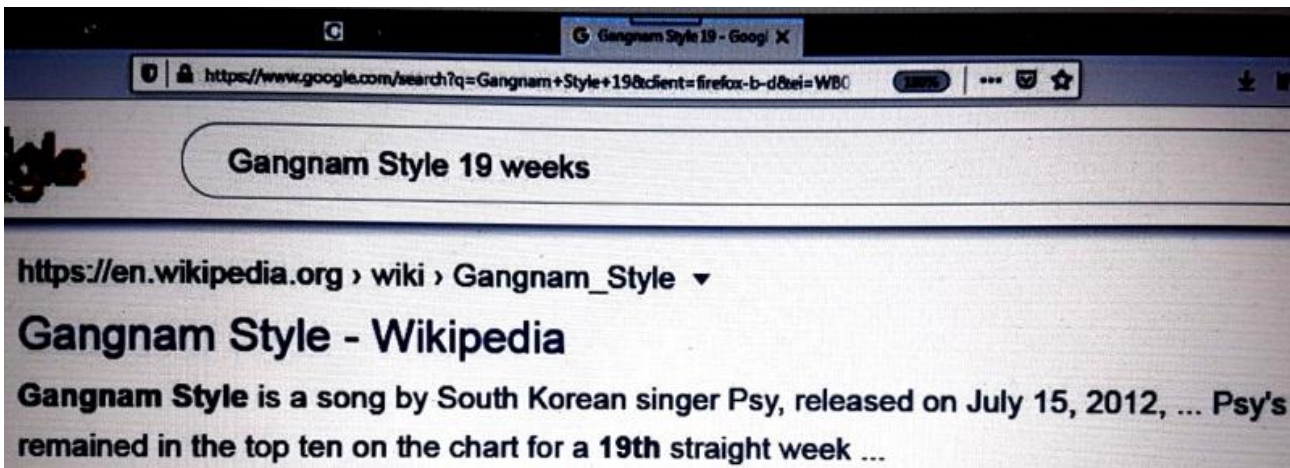 G Gangnam Style 19 - Googl X
https://www.google.com/search?q=Gangnam+Style+19&client=firefox-b-d&ei=WB0
Gangnam Style 19 weeks
https://en.wikipedia.org › wiki › Gangnam_Style
Gangnam Style - Wikipedia
Gangnam Style is a song by South Korean singer Psy, released on July 15, 2012, ... Psy's
remained in the top ten on the chart for a 19th straight week ...